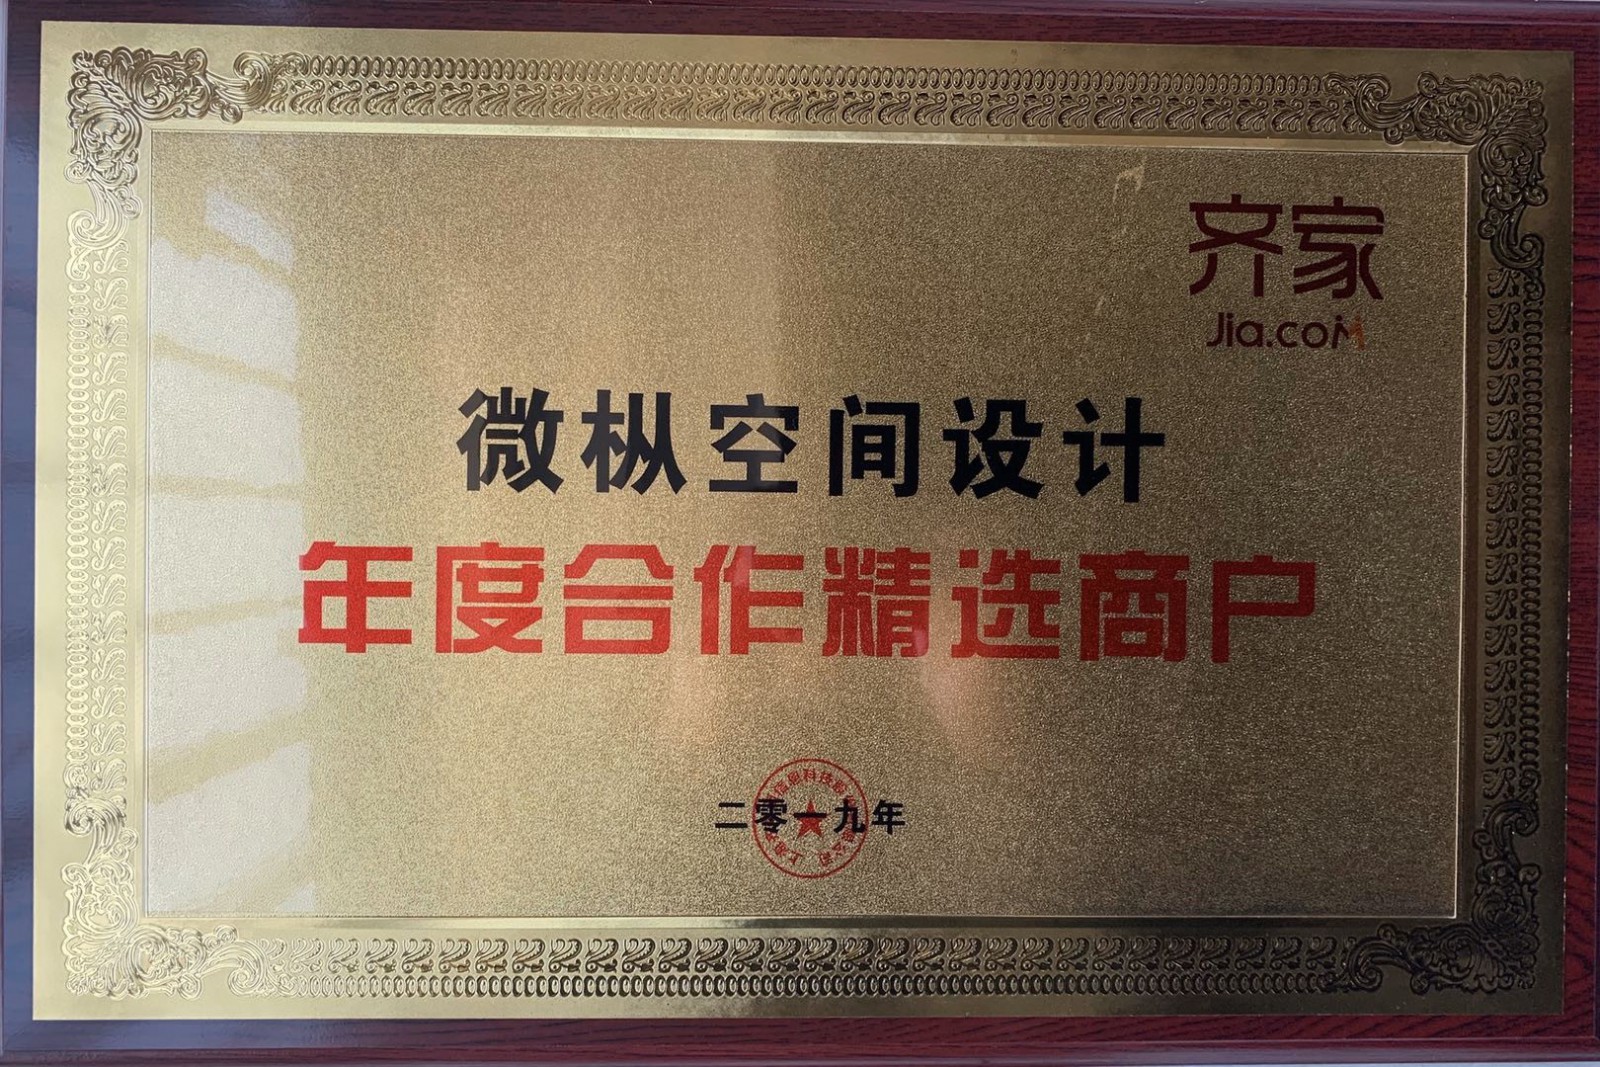 齐家
Jia.com
微枞空间设计
年度合作精选商户
二零一九年